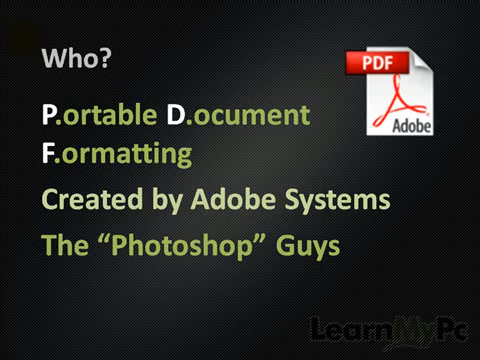 Who?
PDF
Adobe
P.ortable D.ocument
F.ormatting
Created by Adobe Systems
The “Photoshop” Guys
LearnMyPc